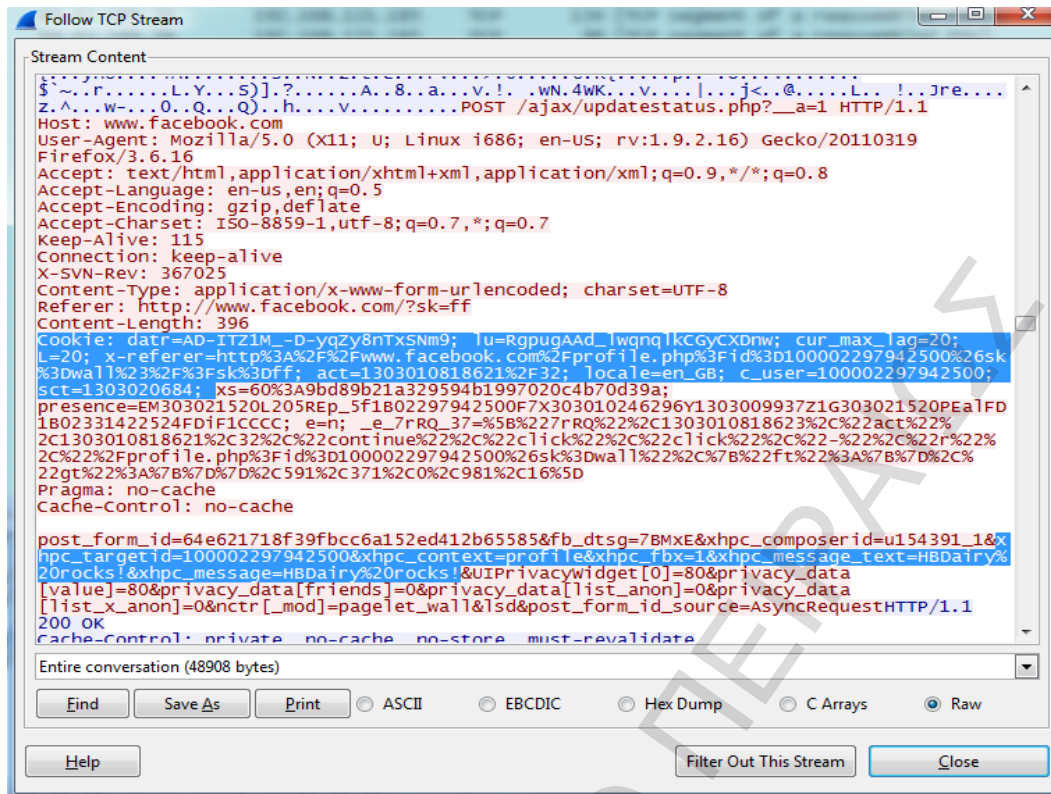 Follow TCP Stream
Stream Content
$`~..r......L.Y...S)].?......A..8..a...v.!. .wN.4WK...v....|...j<..@.....L.. !..Jre....
z.^...w-...0..Q...Q)..h....v..........POST /ajax/updatestatus.php?__a=1 HTTP/1.1
Host: www.facebook.com
User-Agent: Mozilla/5.0 (X11; U; Linux i686; en-US; rv:1.9.2.16) Gecko/20110319
Firefox/3.6.16
Accept: text/html,application/xhtml+xml,application/xml;q=0.9,*/*;q=0.8
Accept-Language: en-us,en;q=0.5
Accept-Encoding: gzip,deflate
Accept-Charset: ISO-8859-1,utf-8;q=0.7,*;q=0.7
Keep-Alive: 115
Connection: keep-alive
X-SVN-Rev: 367025
Content-Type: application/x-www-form-urlencoded; charset=UTF-8
Referer: http://www.facebook.com/?sk=ff
Content-Length: 396
Cookie: datr=AD-ITZ1M_-D-yqZy8nTxSNm9; lu=RgpugAAd_lwqnqlkCGyCXDnw; cur_max_lag=20;
L=20; x-referer=http%3A%2F%2Fwww.facebook.com%2Fprofile.php%3Fid%3D100002297942500%26sk
%3Dwall%23%2F%3Fsk%3Dff; act=1303010818621%2F32; locale=en_GB; c_user=100002297942500;
sct=1303020684; xs=60%3A9bd89b21a329594b1997020c4b70d39a;
presence=EM303021520L205REp_5f1B02297942500F7X303010246296Y1303009937Z1G303021520PEalFD
1B02331422524FDiF1CCCC; e=n; _e_7rRQ_37=%5B%227rRQ%22%2C1303010818623%2C%22act%22%
2C1303010818621%2C32%2C%22continue%22%2C%22click%22%2C%22click%22%2C%22-%22%2C%22r%22%
2C%22%2Fprofile.php%3Fid%3D100002297942500%26sk%3Dwall%22%2C%7B%22ft%22%3A%7B%7D%2C%
22gt%22%3A%7B%7D%7D%2C591%2C371%2C0%2C981%2C16%5D
Pragma: no-cache
Cache-Control: no-cache
post_form_id=64e621718f39fbcc6a152ed412b65585&fb_dtsg=7BMxE&xhpc_composerid=u154391_1&x
hpc_targetid=100002297942500&xhpc_context=profile&xhpc_fbx=1&xhpc_message_text=HBDairy%
20rocks!&xhpc_message=HBDairy%20rocks!&UIPrivacyWidget[0]=80&privacy_data
[value]=80&privacy_data[friends]=0&privacy_data[list_anon]=0&privacy_data
[list_x_anon]=0&nctr[_mod]=pagelet_wall&lsd&post_form_id_source=AsyncRequestHTTP/1.1
200 OK
Cache-Control: private, no-cache, no-store, must-revalidate
Entire conversation (48908 bytes)
Find Save As Print ASCII EBCDIC Hex Dump C Arrays Raw
Help Filter Out This Stream Close